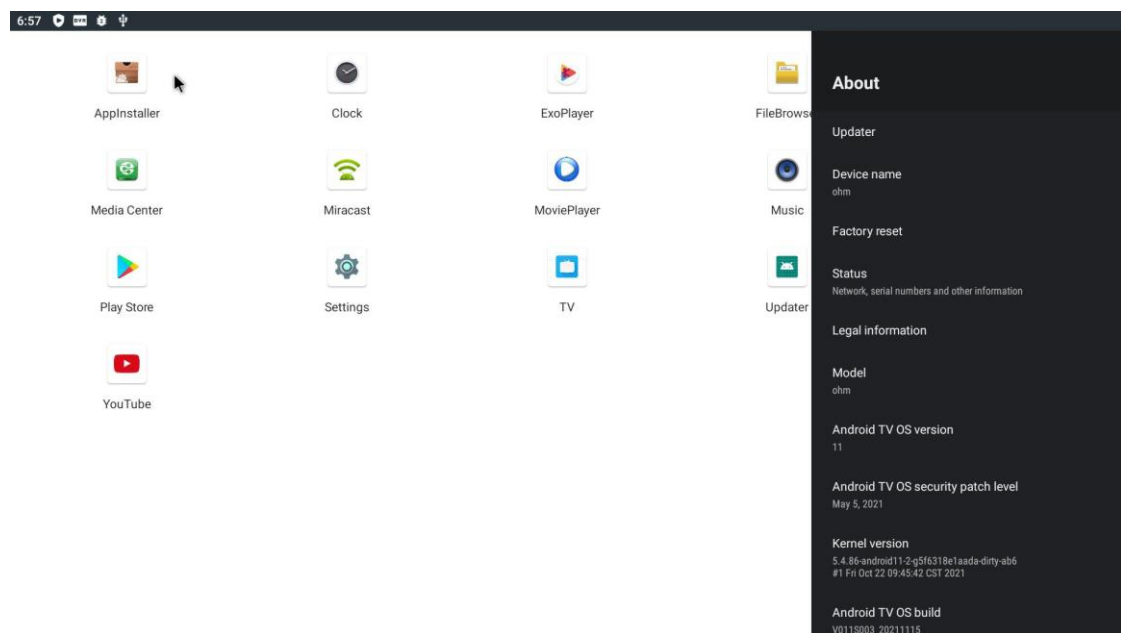 6:57
AppInstaller
Clock
ExoPlayer
FileBrowse
Media Center
Miracast
MoviePlayer
Music
Play Store
Settings
TV
Updater
YouTube
About
Updater
Device name
ohm
Factory reset
Status
Network, serial numbers and other information
Legal information
Model
ohm
Android TV OS version
11
Android TV OS security patch level
May 5, 2021
Kernel version
5.4.86-android11-2-g5f6318e1aada-dirty-ab6
#1 Fri Oct 22 09:45:42 CST 2021
Android TV OS build
V011S003_20211115